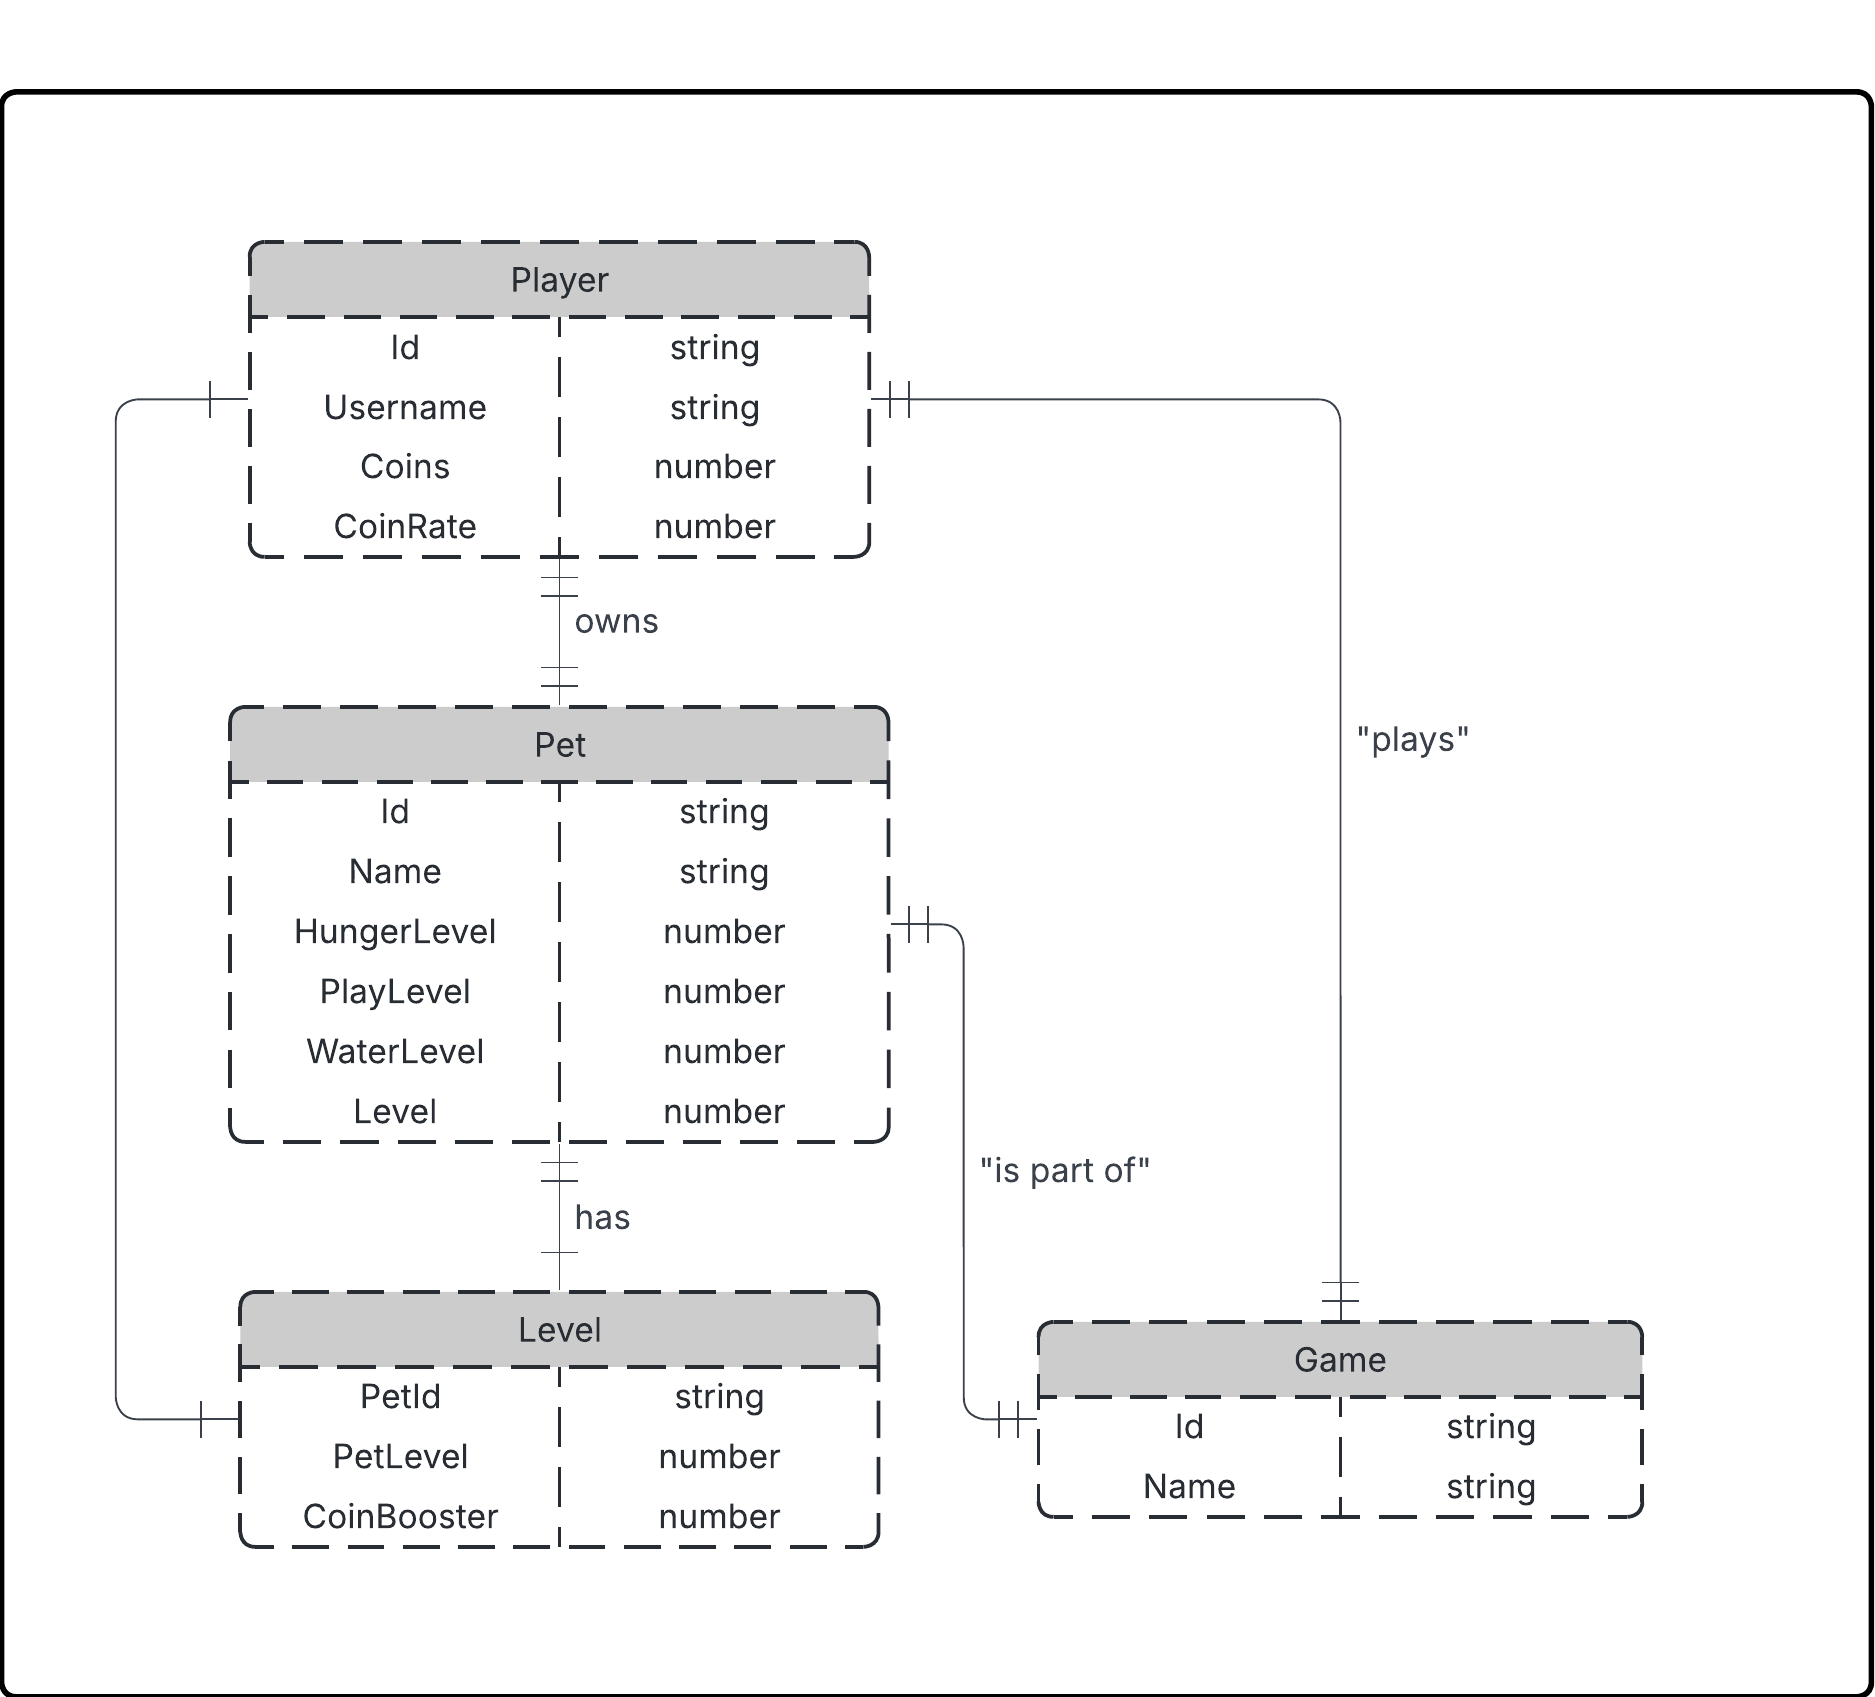 Player
Id string
Username string
Coins number
CoinRate number
owns
Pet
"plays"
Id string
Name string
HungerLevel number
PlayLevel number
WaterLevel number
Level number
"is part of"
has
Level
Game
PetId string
Id string
PetLevel number
Name string
CoinBooster number